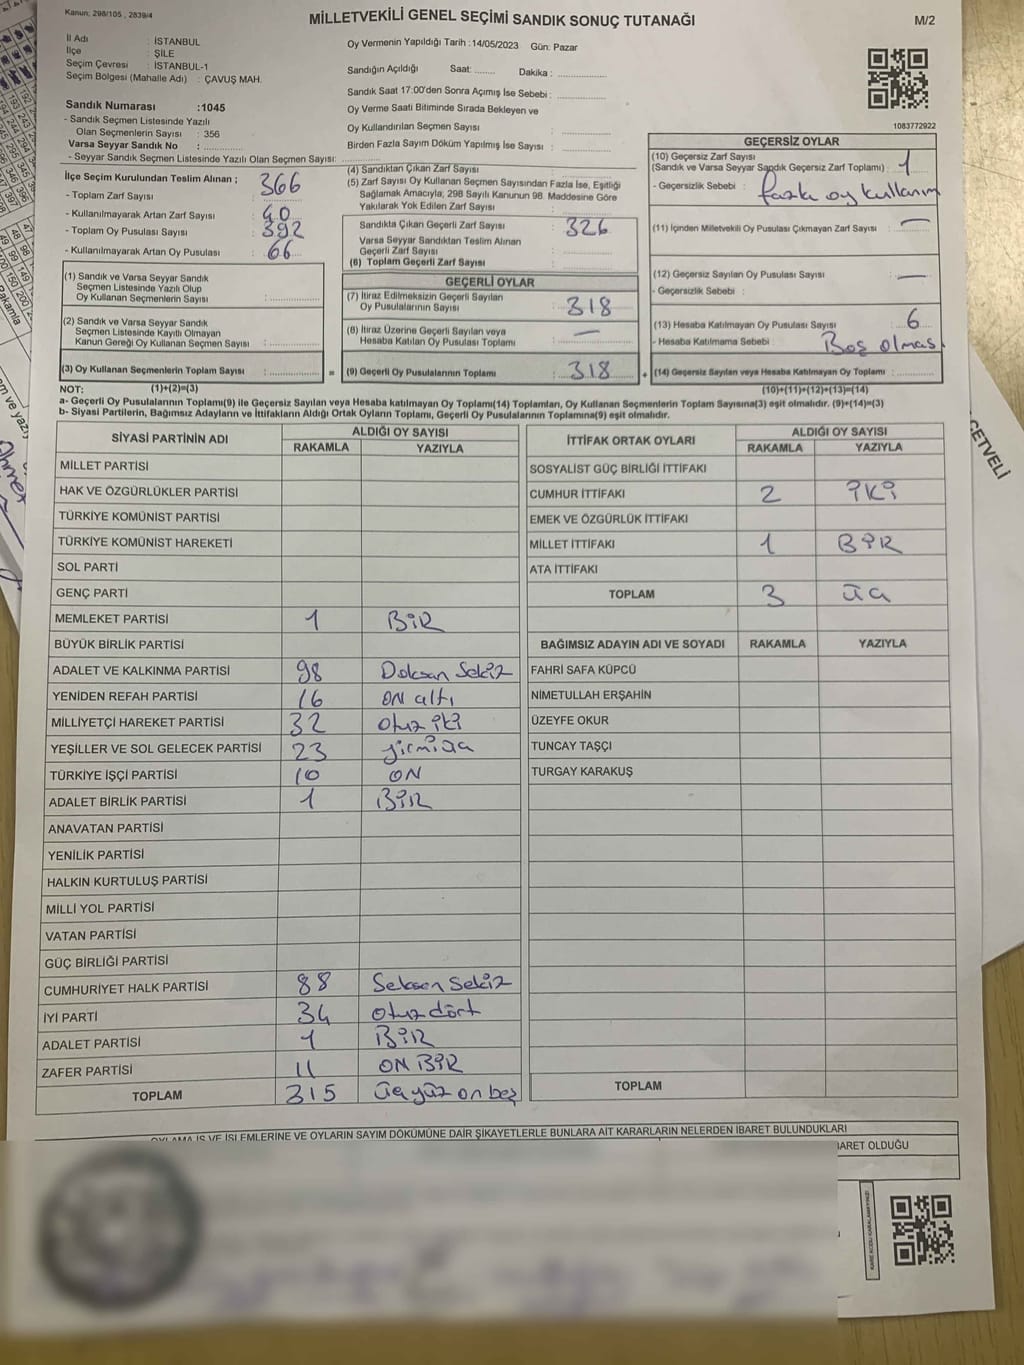 Kanun: 298/105 , 2839/4
MİLLETVEKİLİ GENEL SEÇİMİ SANDIK SONUÇ TUTANAĞI
M/2
İl Adı : İSTANBUL
İlçe : ŞİLE
Seçim Çevresi : İSTANBUL-1
Seçim Bölgesi (Mahalle Adı) : ÇAVUŞ MAH.
Oy Vermenin Yapıldığı Tarih :14/05/2023 Gün: Pazar
Sandığın Açıldığı Saat: ....... Dakika : ................
Sandık Saat 17:00'den Sonra Açımış İse Sebebi : ................
Oy Verme Saati Bitiminde Sırada Bekleyen ve
Oy Kullandırılan Seçmen Sayısı : ................
Birden Fazla Sayım Döküm Yapılmış İse Sayısı : ................
Sandık Numarası :1045
- Sandık Seçmen Listesinde Yazılı
Olan Seçmenlerin Sayısı : 356
Varsa Seyyar Sandık No : ................
- Seyyar Sandık Seçmen Listesinde Yazılı Olan Seçmen Sayısı: ................
1083772922
İlçe Seçim Kurulundan Teslim Alınan ;
- Toplam Zarf Sayısı : 366
- Kullanılmayarak Artan Zarf Sayısı : 40
- Toplam Oy Pusulası Sayısı : 392
- Kullanılmayarak Artan Oy Pusulası : 66
(1) Sandık ve Varsa Seyyar Sandık
Seçmen Listesinde Yazılı Olup
Oy Kullanan Seçmenlerin Sayısı : ................
(2) Sandık ve Varsa Seyyar Sandık
Seçmen Listesinde Kayıtlı Olmayan
Kanun Gereği Oy Kullanan Seçmen Sayısı : ................
(3) Oy Kullanan Seçmenlerin Toplam Sayısı : ................ =
(4) Sandıktan Çıkan Zarf Sayısı : ................
(5) Zarf Sayısı Oy Kullanan Seçmen Sayısından Fazla İse, Eşitliği
Sağlamak Amacıyla, 298 Sayılı Kanunun 98. Maddesine Göre
Yakılarak Yok Edilen Zarf Sayısı : ................
Sandıkta Çıkan Geçerli Zarf Sayısı : 326
Varsa Seyyar Sandıktan Teslim Alınan
Geçerli Zarf Sayısı : ................
(6) Toplam Geçerli Zarf Sayısı : ................
GEÇERLİ OYLAR
(7) İtiraz Edilmeksizin Geçerli Sayılan
Oy Pusulalarının Sayısı : 318
(8) İtiraz Üzerine Geçerli Sayılan veya
Hesaba Katılan Oy Pusulası Toplamı : —
(9) Geçerli Oy Pusulalarının Toplamı : 318 +
GEÇERSİZ OYLAR
(10) Geçersiz Zarf Sayısı
(Sandık ve Varsa Seyyar Sandık Geçersiz Zarf Toplamı) : 1
- Geçersizlik Sebebi : fazla oy kullanım
(11) İçinden Milletvekili Oy Pusulası Çıkmayan Zarf Sayısı : —
(12) Geçersiz Sayılan Oy Pusulası Sayısı : —
- Geçersizlik Sebebi :
(13) Hesaba Katılmayan Oy Pusulası Sayısı : 6
- Hesaba Katılmama Sebebi : Boş olması
(14) Geçersiz Sayılan veya Hesaba Katılmayan Oy Toplamı : ................
NOT: (1)+(2)=(3) (10)+(11)+(12)+(13)=(14)
a- Geçerli Oy Pusulalarının Toplamı(9) ile Geçersiz Sayılan veya Hesaba katılmayan Oy Toplamı(14) Toplamları, Oy Kullanan Seçmenlerin Toplam Sayısına(3) eşit olmalıdır. (9)+(14)=(3)
b- Siyasi Partilerin, Bağımsız Adayların ve İttifakların Aldığı Ortak Oyların Toplamı, Geçerli Oy Pusulalarının Toplamına(9) eşit olmalıdır.
SİYASİ PARTİNİN ADI ALDIĞI OY SAYISI
RAKAMLA YAZIYLA
MİLLET PARTİSİ
HAK VE ÖZGÜRLÜKLER PARTİSİ
TÜRKİYE KOMÜNİST PARTİSİ
TÜRKİYE KOMÜNİST HAREKETİ
SOL PARTİ
GENÇ PARTİ
MEMLEKET PARTİSİ 1 BİR
BÜYÜK BİRLİK PARTİSİ
ADALET VE KALKINMA PARTİSİ 98 Doksan Sekiz
YENİDEN REFAH PARTİSİ 16 ON altı
MİLLİYETÇİ HAREKET PARTİSİ 32 otuz iki
YEŞİLLER VE SOL GELECEK PARTİSİ 23 yirmi üç
TÜRKİYE İŞÇİ PARTİSİ 10 ON
ADALET BİRLİK PARTİSİ 1 BİR
ANAVATAN PARTİSİ
YENİLİK PARTİSİ
HALKIN KURTULUŞ PARTİSİ
MİLLİ YOL PARTİSİ
VATAN PARTİSİ
GÜÇ BİRLİĞİ PARTİSİ
CUMHURİYET HALK PARTİSİ 88 Seksen Sekiz
İYİ PARTİ 34 Otuz dört
ADALET PARTİSİ 1 BİR
ZAFER PARTİSİ 11 ON BİR
TOPLAM 315 Üçyüz on beş
İTTİFAK ORTAK OYLARI ALDIĞI OY SAYISI
RAKAMLA YAZIYLA
SOSYALİST GÜÇ BİRLİĞİ İTTİFAKI
CUMHUR İTTİFAKI 2 İKİ
EMEK VE ÖZGÜRLÜK İTTİFAKI
MİLLET İTTİFAKI 1 BİR
ATA İTTİFAKI
TOPLAM 3 üç
BAĞIMSIZ ADAYIN ADI VE SOYADI RAKAMLA YAZIYLA
FAHRİ SAFA KÜPCÜ
NİMETULLAH ERŞAHİN
ÜZEYFE OKUR
TUNCAY TAŞÇI
TURGAY KARAKUŞ
TOPLAM
OYLAMA İŞ VE İŞLEMLERİNE VE OYLARIN SAYIM DÖKÜMÜNE DAİR ŞİKAYETLERLE BUNLARA AİT KARARLARIN NELERDEN İBARET BULUNDUKLARI
İBARET OLDUĞU
CETVELİ